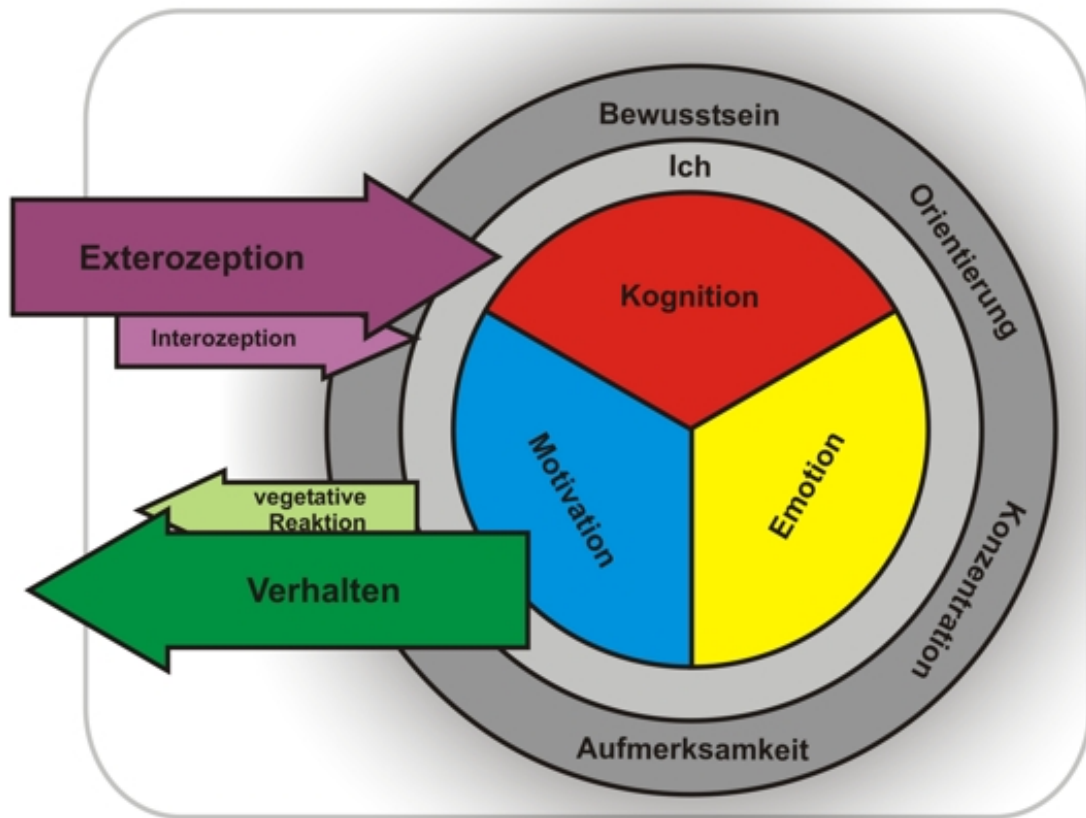 Bewusstsein
Ich
Orientierung
Exterozeption
Kognition
Interozeption
Motivation
Emotion
vegetative
Reaktion
Konzentration
Verhalten
Aufmerksamkeit